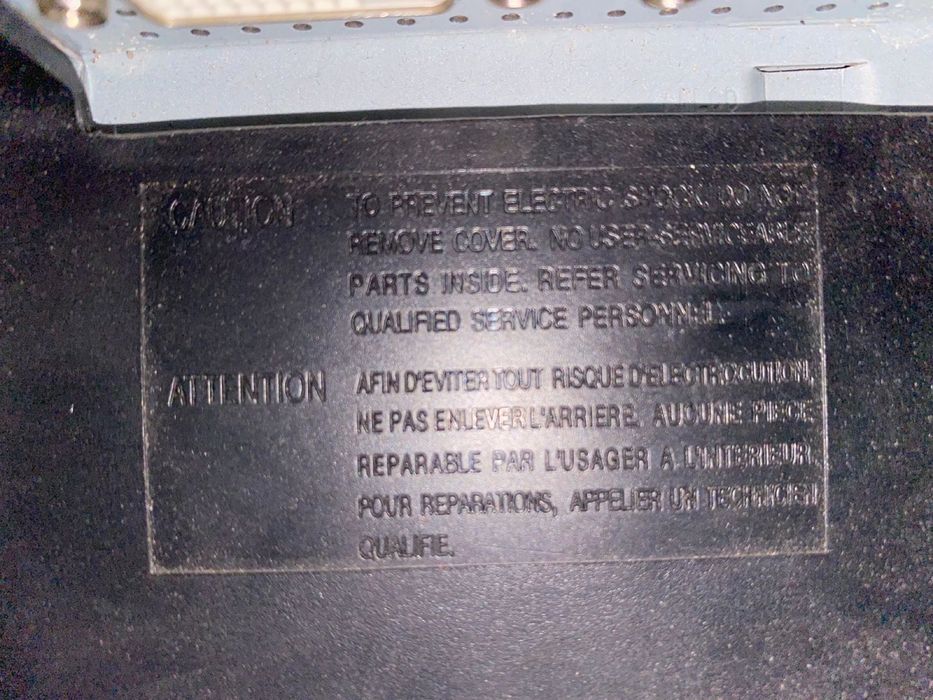 CAUTION TO PREVENT ELECTRIC SHOCK. DO NOT
REMOVE COVER. NO USER-SERVICEABLE
PARTS INSIDE. REFER SERVICING TO
QUALIFIED SERVICE PERSONNEL.
ATTENTION AFIN D'EVITER TOUT RISQUE D'ELECTROCUTION,
NE PAS ENLEVER L'ARRIERE. AUCUNE PIECE
REPARABLE PAR L'USAGER A L'INTERIEUR
POUR REPARATIONS, APPELIER UN TECHNICIEN
QUALIFIE.